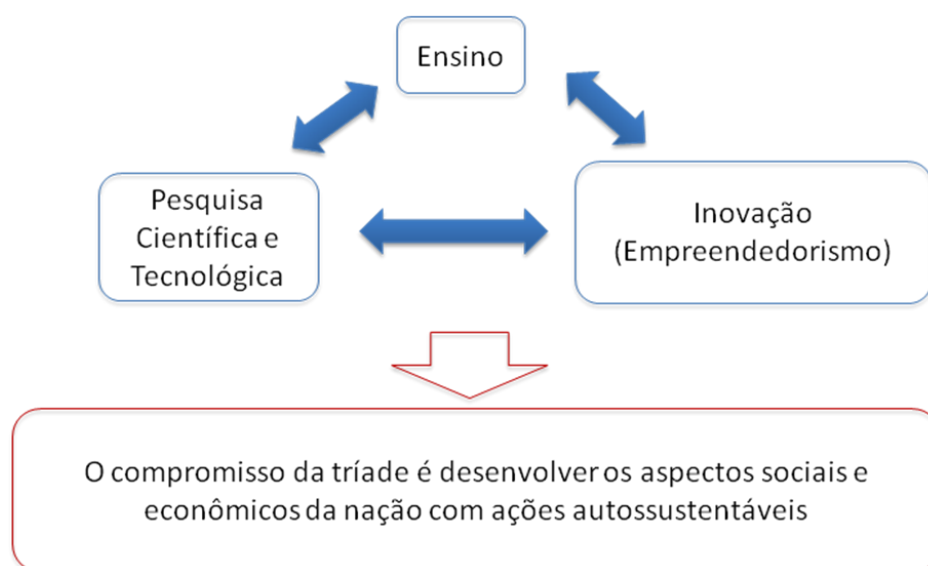 Ensino
Pesquisa
Científica e
Tecnológica
Inovação
(Empreendedorismo)
O compromisso da tríade é desenvolver os aspectos sociais e
econômicos da nação com ações autossustentáveis